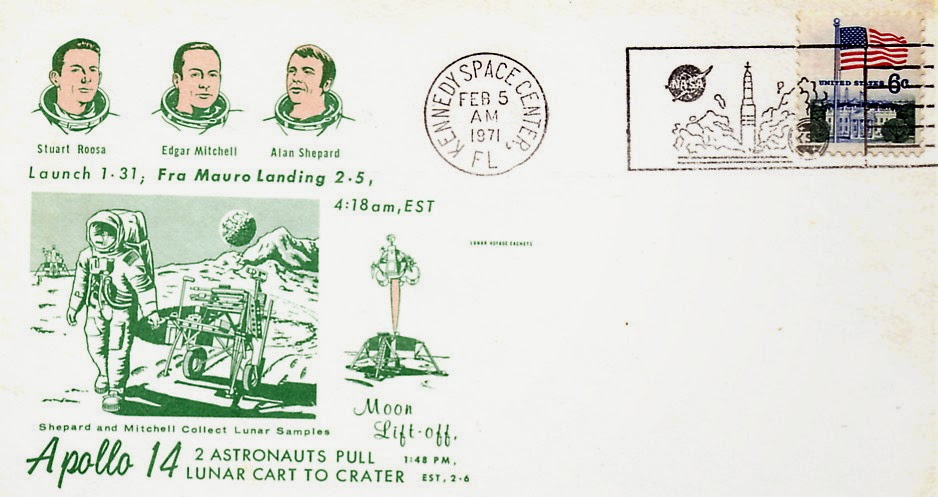 Stuart Roosa
Edgar Mitchell
Alan Shepard
Launch 1·31; Fra Mauro Landing 2·5,
4:18am, EST
KENNEDY SPACE CENTER,
FEB 5
AM
1971
FL
NASA
UNITED STATES 6c
LUNAR VOYAGE CACHETS
Shepard and Mitchell Collect Lunar Samples
Moon
Lift-off,
1:48 PM,
EST, 2·6
Apollo 14
2 ASTRONAUTS PULL
LUNAR CART TO CRATER